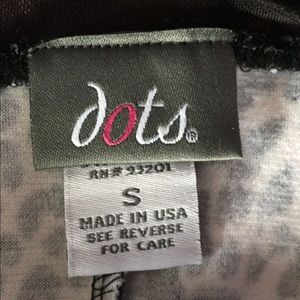 dots®
RN# 93201
S
MADE IN USA
SEE REVERSE
FOR CARE